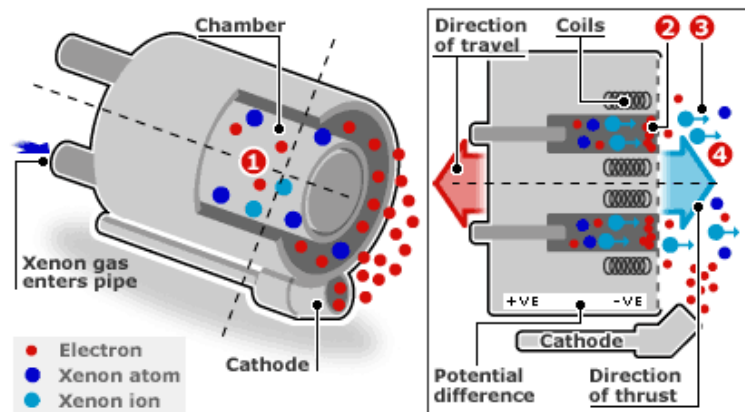 Chamber
1
Xenon gas
enters pipe
Cathode
Electron
Xenon atom
Xenon ion
Direction
of travel
Coils
2
3
4
+VE
-VE
Cathode
Potential
difference
Direction
of thrust